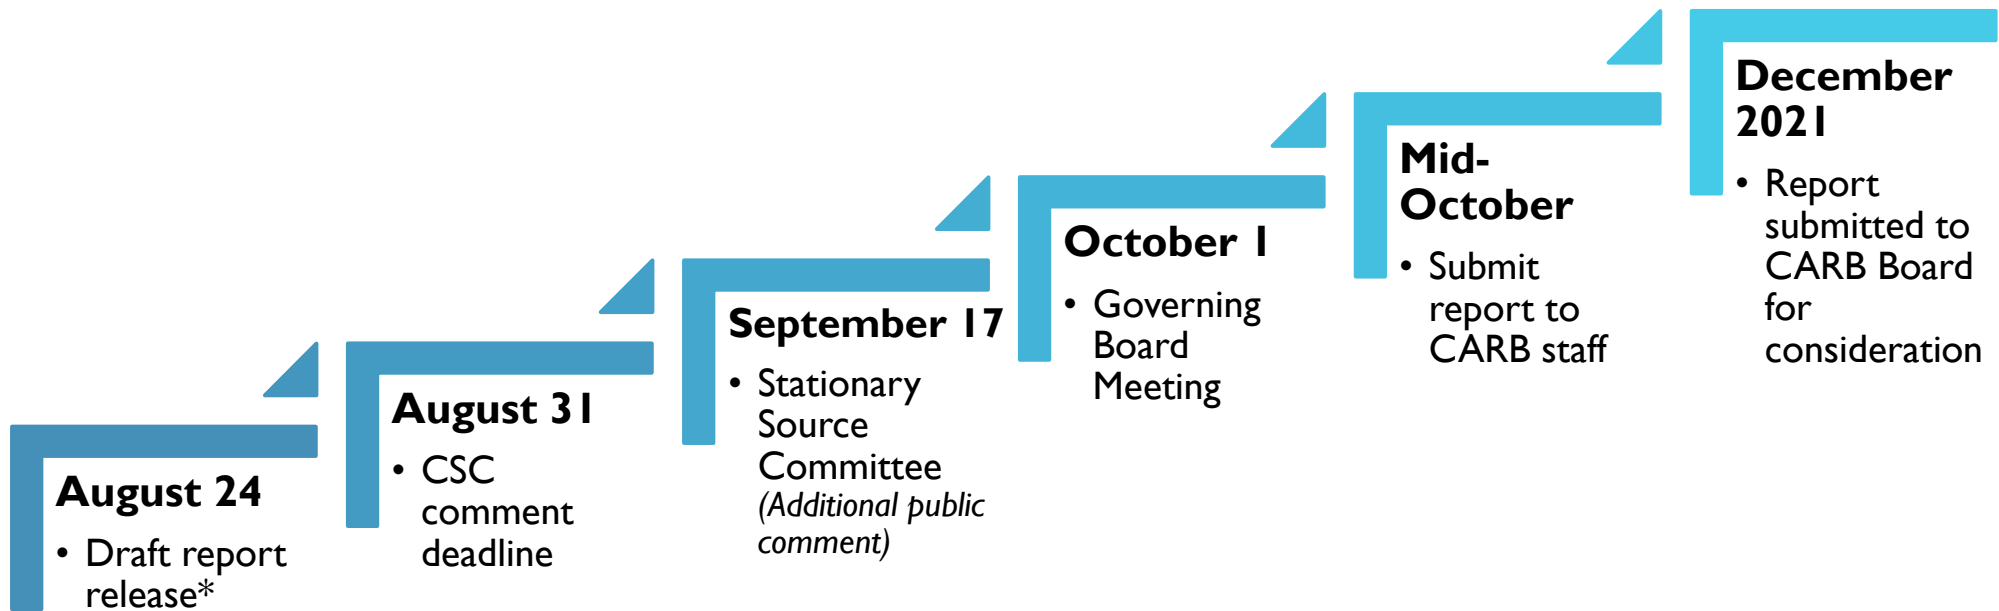 August 24
• Draft report
release*
August 31
• CSC
comment
deadline
September 17
• Stationary
Source
Committee
(Additional public
comment)
October 1
• Governing
Board
Meeting
Mid-
October
• Submit
report to
CARB staff
December
2021
• Report
submitted to
CARB Board
for
consideration